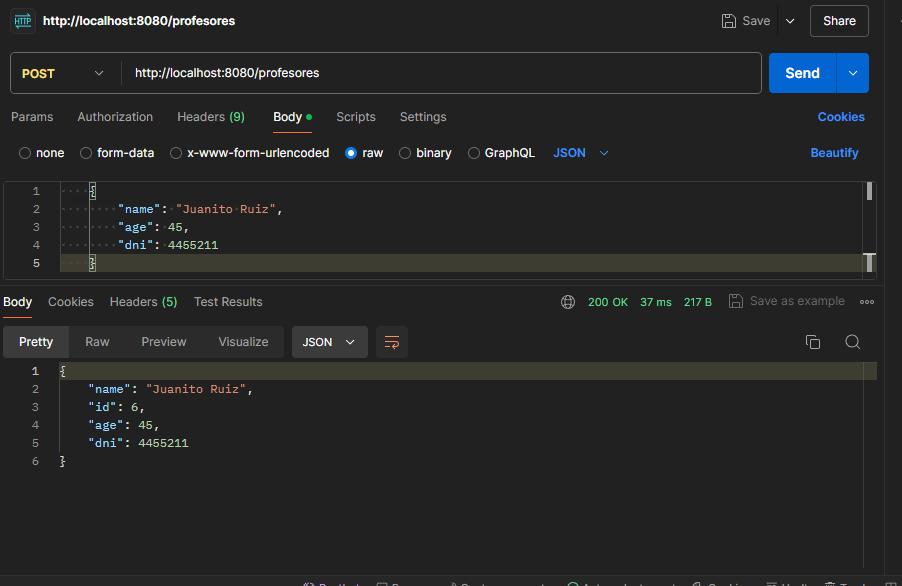 HTTP http://localhost:8080/profesores Save Share
POST http://localhost:8080/profesores Send
Params Authorization Headers (9) Body Scripts Settings Cookies
none form-data x-www-form-urlencoded raw binary GraphQL JSON Beautify
1 {
2 "name": "Juanito Ruiz",
3 "age": 45,
4 "dni": 4455211
5 }
Body Cookies Headers (5) Test Results 200 OK 37 ms 217 B Save as example
Pretty Raw Preview Visualize JSON
1 {
2 "name": "Juanito Ruiz",
3 "id": 6,
4 "age": 45,
5 "dni": 4455211
6 }